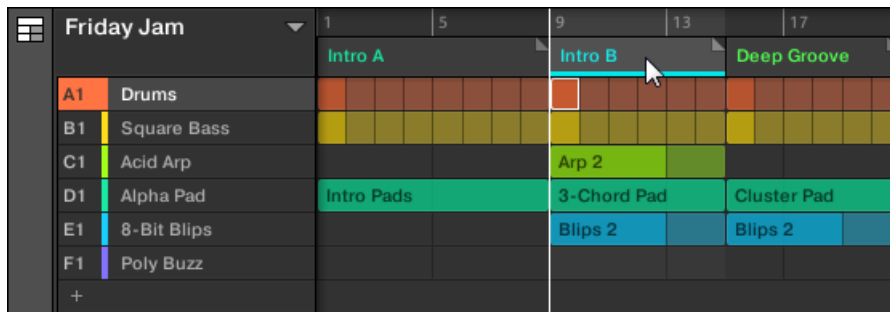 Friday Jam 1 5 9 13 17
Intro A Intro B Deep Groove
A1 Drums
B1 Square Bass
C1 Acid Arp Arp 2
D1 Alpha Pad Intro Pads 3-Chord Pad Cluster Pad
E1 8-Bit Blips Blips 2 Blips 2
F1 Poly Buzz
+